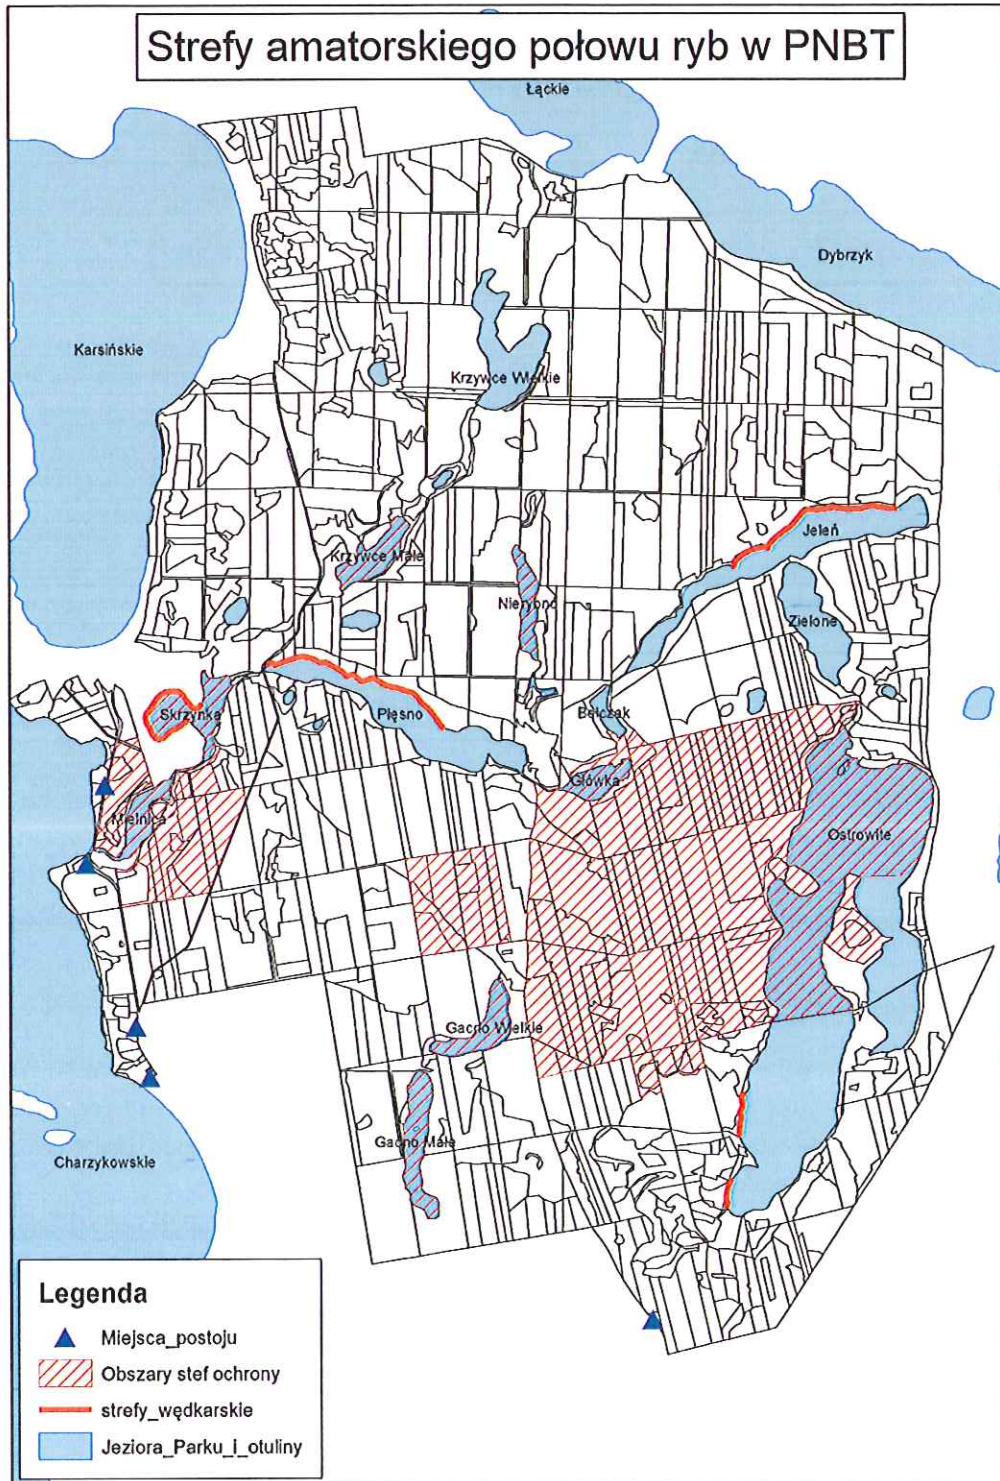 Strefy amatorskiego połowu ryb w PNBT
Łąckie
Dybrzyk
Karsińskie
Krzywce Wielkie
Jeleń
Krzywce Małe
Nierybno
Zielone
Skrzynka
Płęsno
Bełczak
Główka
Mielnica
Ostrowite
Gacno Wielkie
Gacno Małe
Charzykowskie
Legenda
Miejsca_postoju
Obszary stef ochrony
strefy_wędkarskie
Jeziora_Parku_i_otuliny